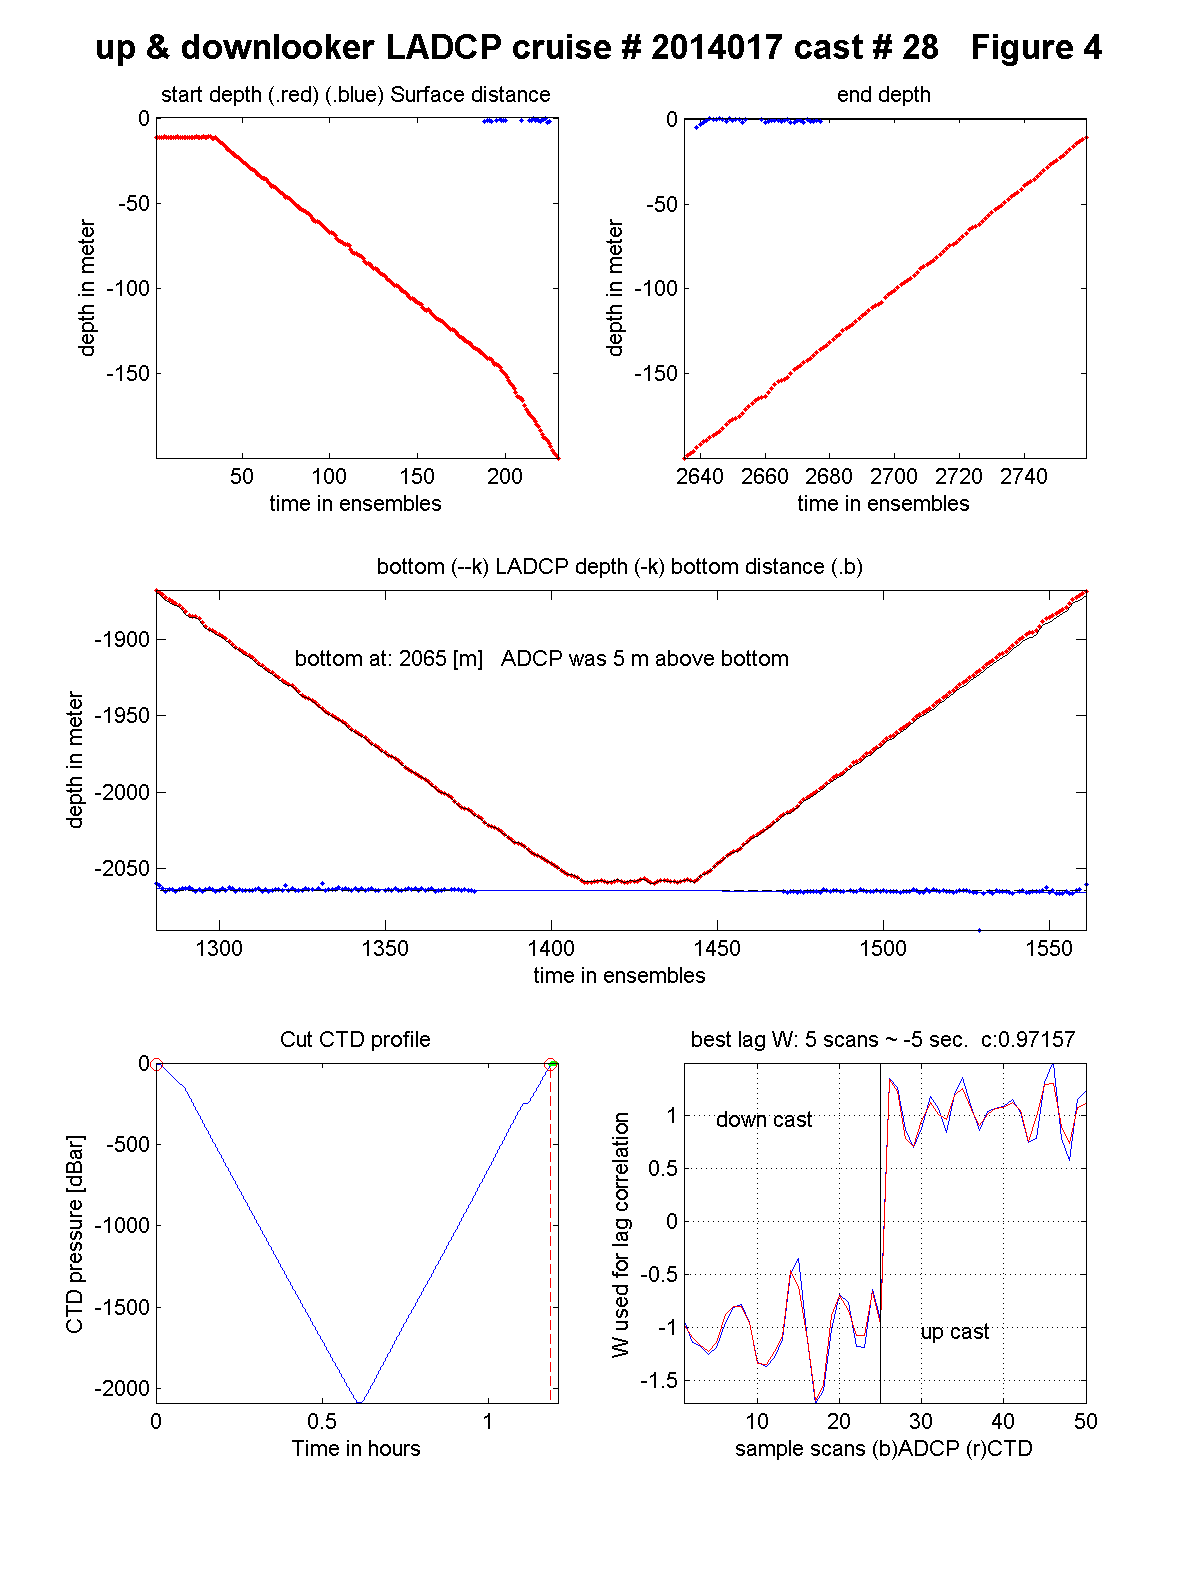 up & downlooker LADCP cruise # 2014017 cast # 28 Figure 4
start depth (.red) (.blue) Surface distance
0
-50
-100
-150
depth in meter
50 100 150 200
time in ensembles
end depth
0
-50
-100
-150
depth in meter
2640 2660 2680 2700 2720 2740
time in ensembles
bottom (--k) LADCP depth (-k) bottom distance (.b)
bottom at: 2065 [m] ADCP was 5 m above bottom
-1900
-1950
-2000
-2050
depth in meter
1300 1350 1400 1450 1500 1550
time in ensembles
Cut CTD profile
0
-500
-1000
-1500
-2000
CTD pressure [dBar]
0 0.5 1
Time in hours
best lag W: 5 scans ~ -5 sec. c:0.97157
down cast
up cast
1
0.5
0
-0.5
-1
-1.5
W used for lag correlation
10 20 30 40 50
sample scans (b)ADCP (r)CTD